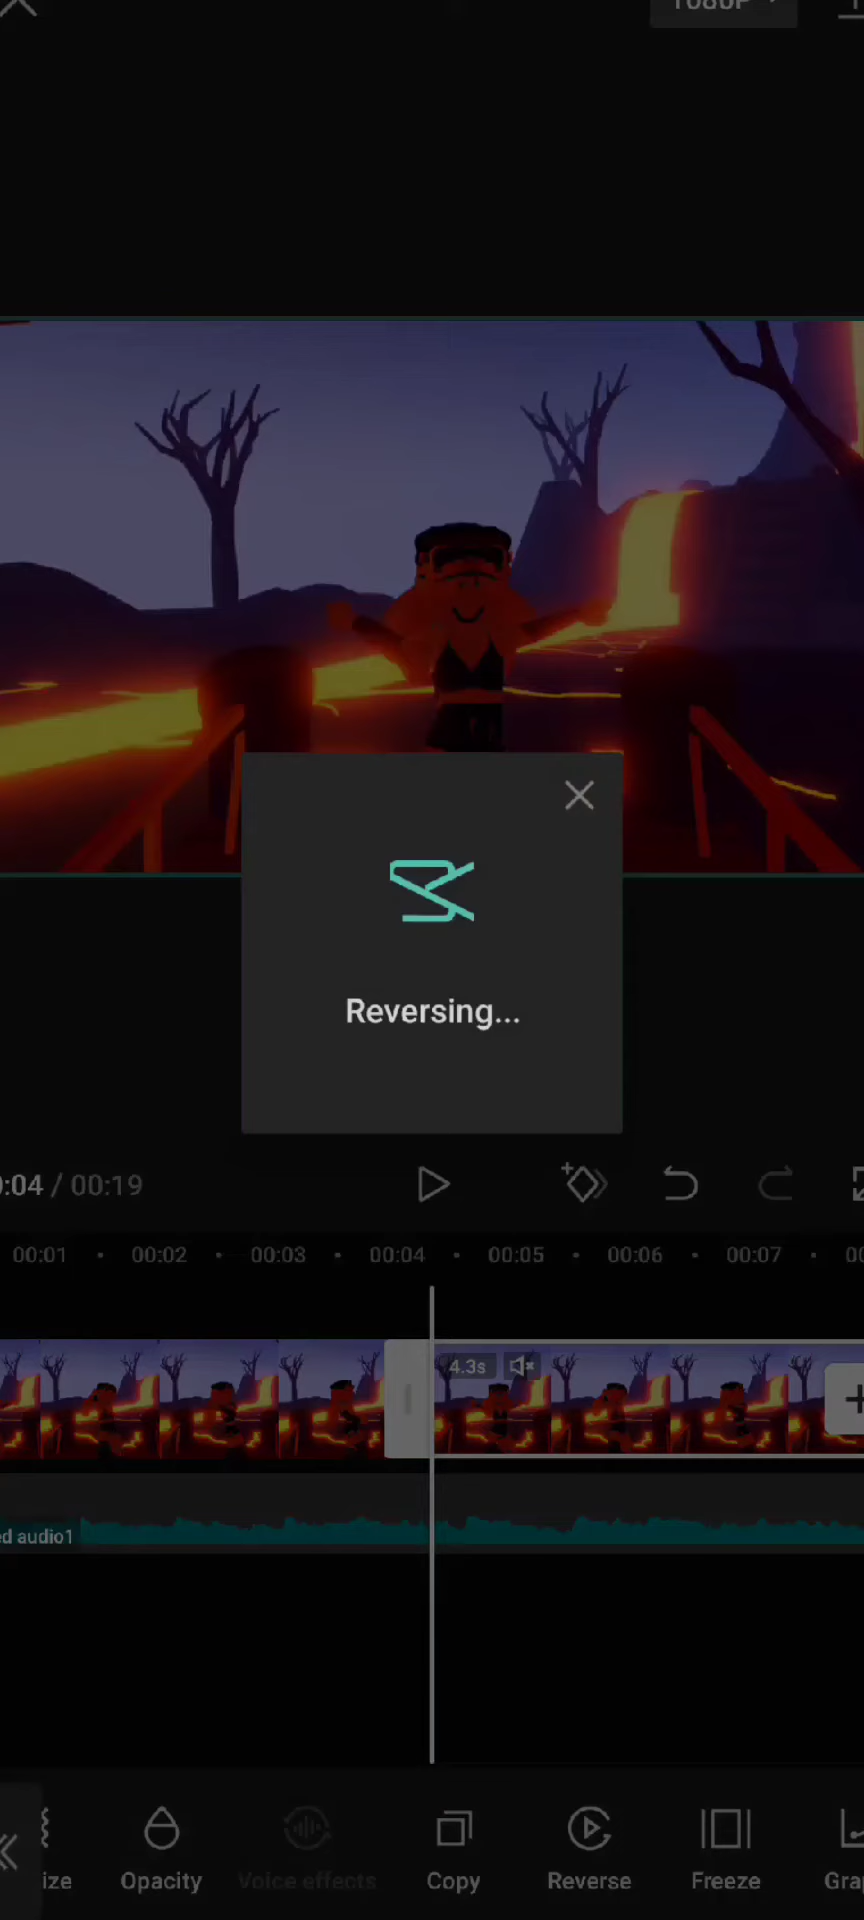 1080P
Reversing...
0:04 / 00:19
00:01 00:02 00:03 00:04 00:05 00:06 00:07
4.3s
ed audio1
ize Opacity Voice effects Copy Reverse Freeze Grap